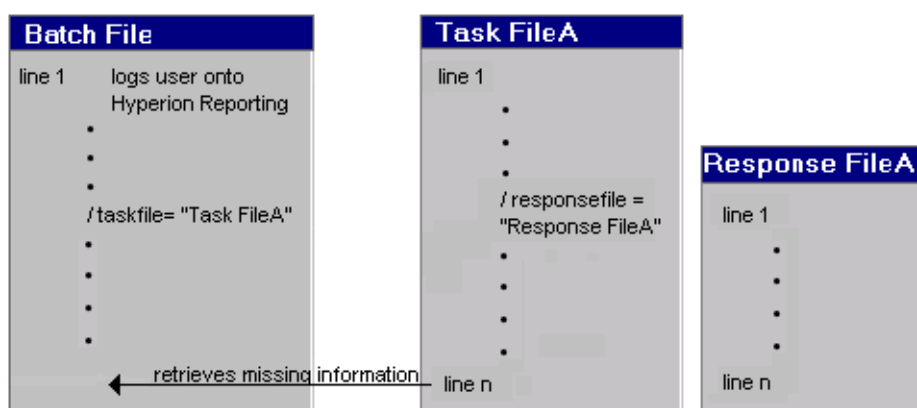 Batch File
line 1 logs user onto
Hyperion Reporting
/ taskfile= "Task FileA"
Task FileA
line 1
/ responsefile =
"Response FileA"
retrieves missing information
line n
Response FileA
line 1
line n